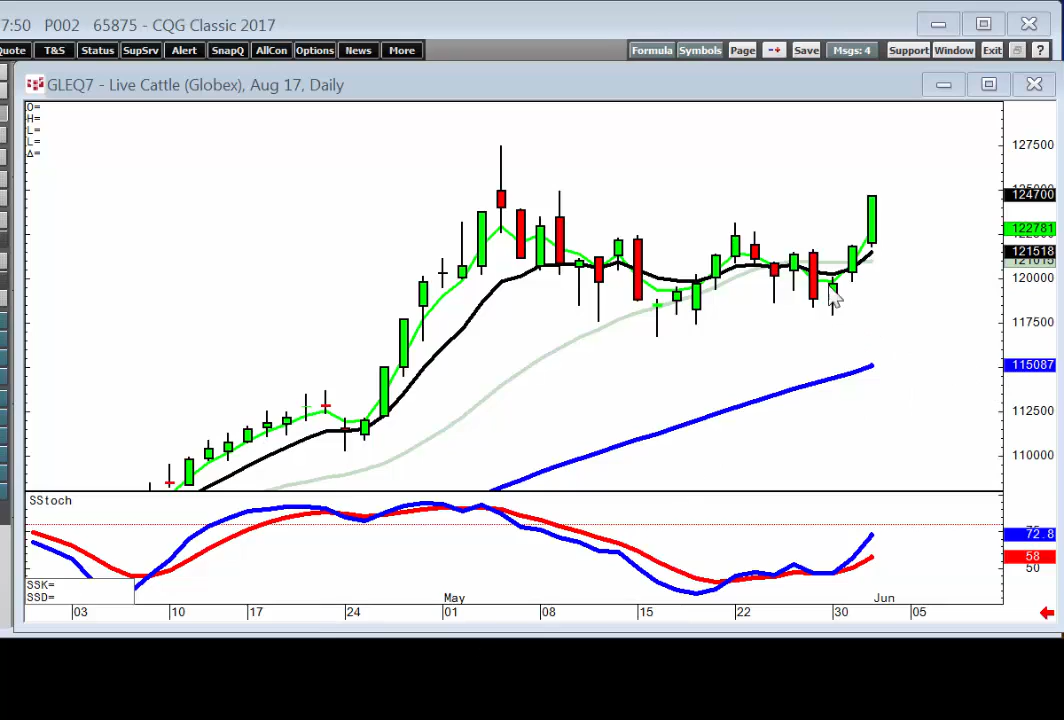 7:50 P002 65875 - CQG Classic 2017
Quote T&S Status SupSrv Alert SnapQ AllCon Options News More Formula Symbols Page Save Msgs: 4 Support Window Exit ?
GLEQ7 - Live Cattle (Globex), Aug 17, Daily
O=
H=
L=
L=
Δ=
127500
124700
122781
121518
120000
117500
115087
112500
110000
SStoch
72.8
58
50
SSK=
SSD=
May Jun
03 10 17 24 01 08 15 22 30 05